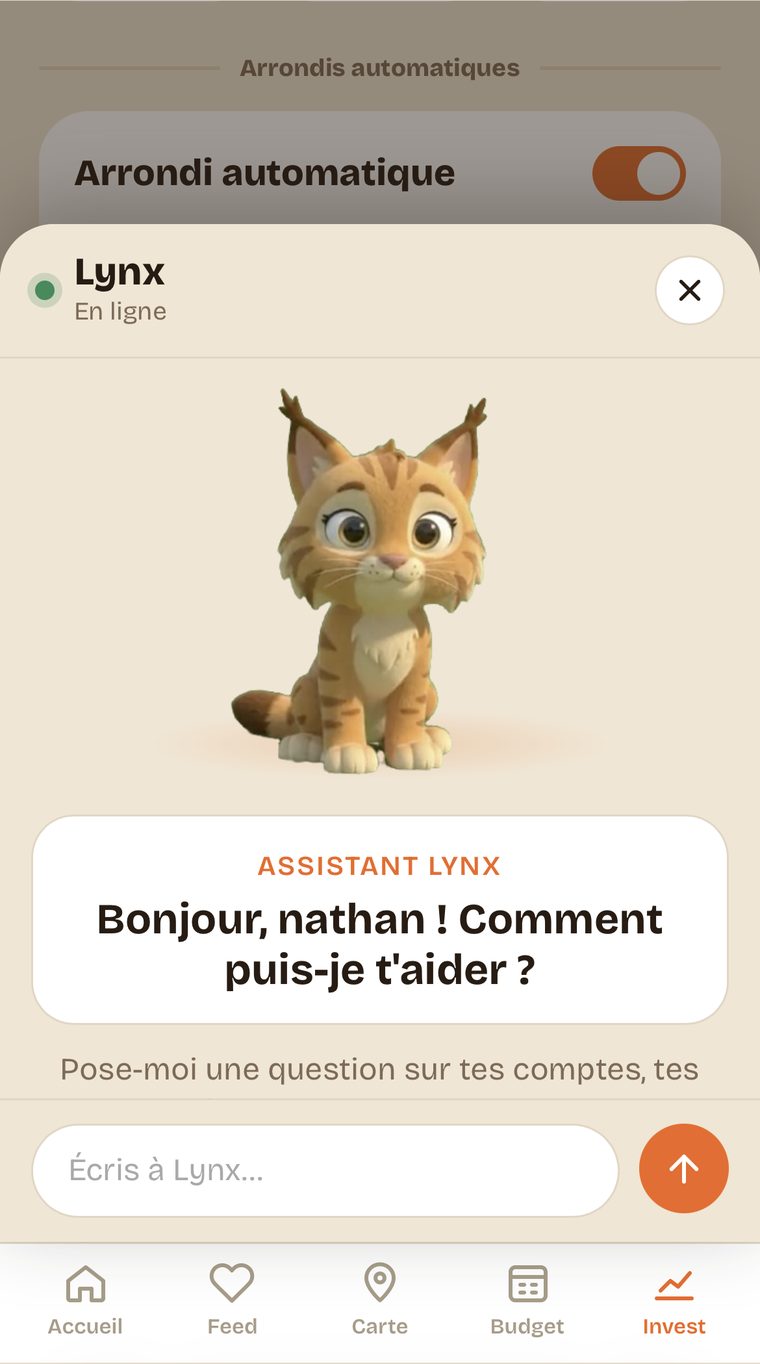 Arrondis automatiques
Arrondi automatique
Lynx
En ligne
ASSISTANT LYNX
Bonjour, nathan ! Comment
puis-je t'aider ?
Pose-moi une question sur tes comptes, tes
Écris à Lynx...
Accueil
Feed
Carte
Budget
Invest